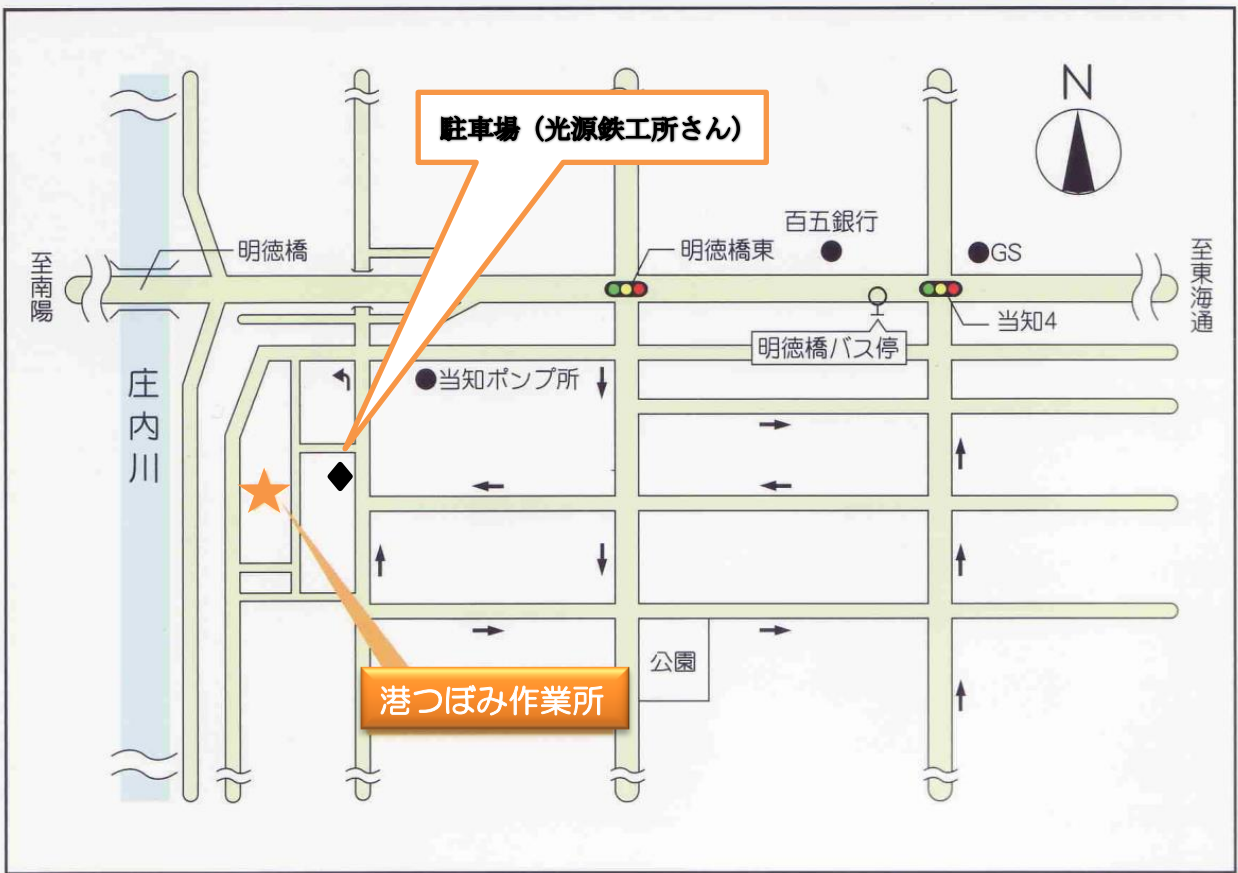 N
駐車場（光源鉄工所さん）
百五銀行
明徳橋
明徳橋東
GS
至南陽
至東海通
当知4
明徳橋バス停
当知ポンプ所
庄内川
公園
港つぼみ作業所